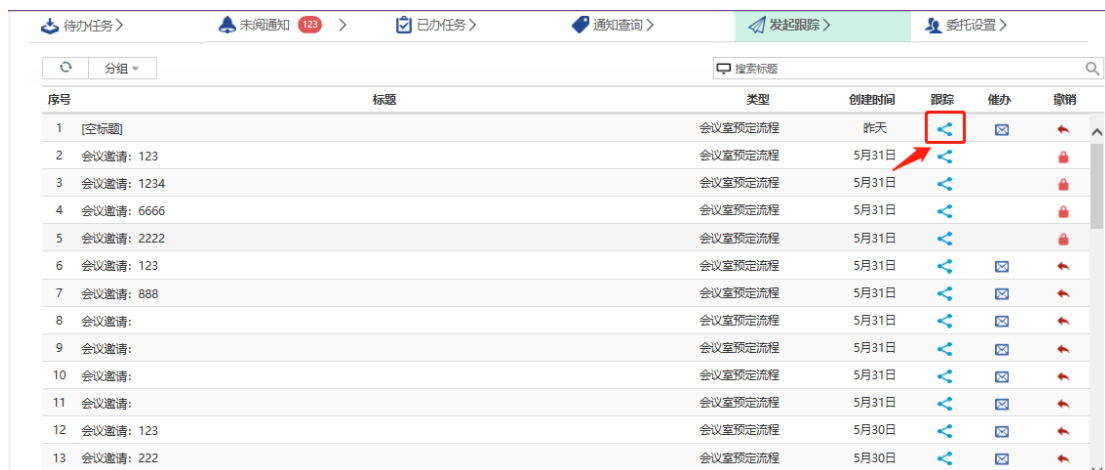 待办任务 未阅通知 123 已办任务 通知查询 发起跟踪 委托设置
分组 搜索标题
序号 标题 类型 创建时间 跟踪 催办 撤销
1 [空标题] 会议室预定流程 昨天
2 会议邀请：123 会议室预定流程 5月31日
3 会议邀请：1234 会议室预定流程 5月31日
4 会议邀请：6666 会议室预定流程 5月31日
5 会议邀请：2222 会议室预定流程 5月31日
6 会议邀请：123 会议室预定流程 5月31日
7 会议邀请：888 会议室预定流程 5月31日
8 会议邀请： 会议室预定流程 5月31日
9 会议邀请： 会议室预定流程 5月31日
10 会议邀请： 会议室预定流程 5月31日
11 会议邀请： 会议室预定流程 5月31日
12 会议邀请：123 会议室预定流程 5月30日
13 会议邀请：222 会议室预定流程 5月30日